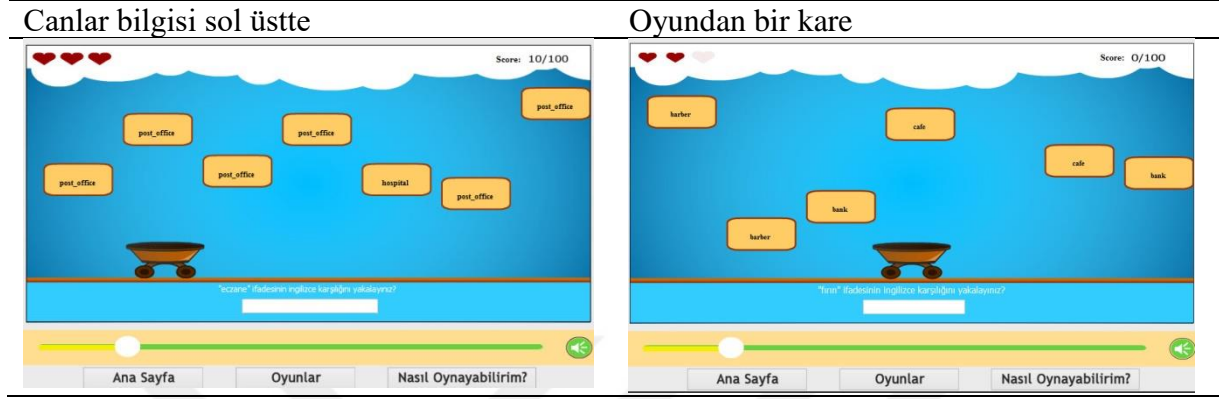 Canlar bilgisi sol üstte
Oyundan bir kare
Score: 10/100
post_office
post_office
post_office
post_office
post_office
hospital
post_office
"eczane" ifadesinin ingilizce karşılığını yakalayınız?
Ana Sayfa
Oyunlar
Nasıl Oynayabilirim?
Score: 0/100
barber
cafe
cafe
bank
bank
barber
"fırın" ifadesinin ingilizce karşılığını yakalayınız?
Ana Sayfa
Oyunlar
Nasıl Oynayabilirim?